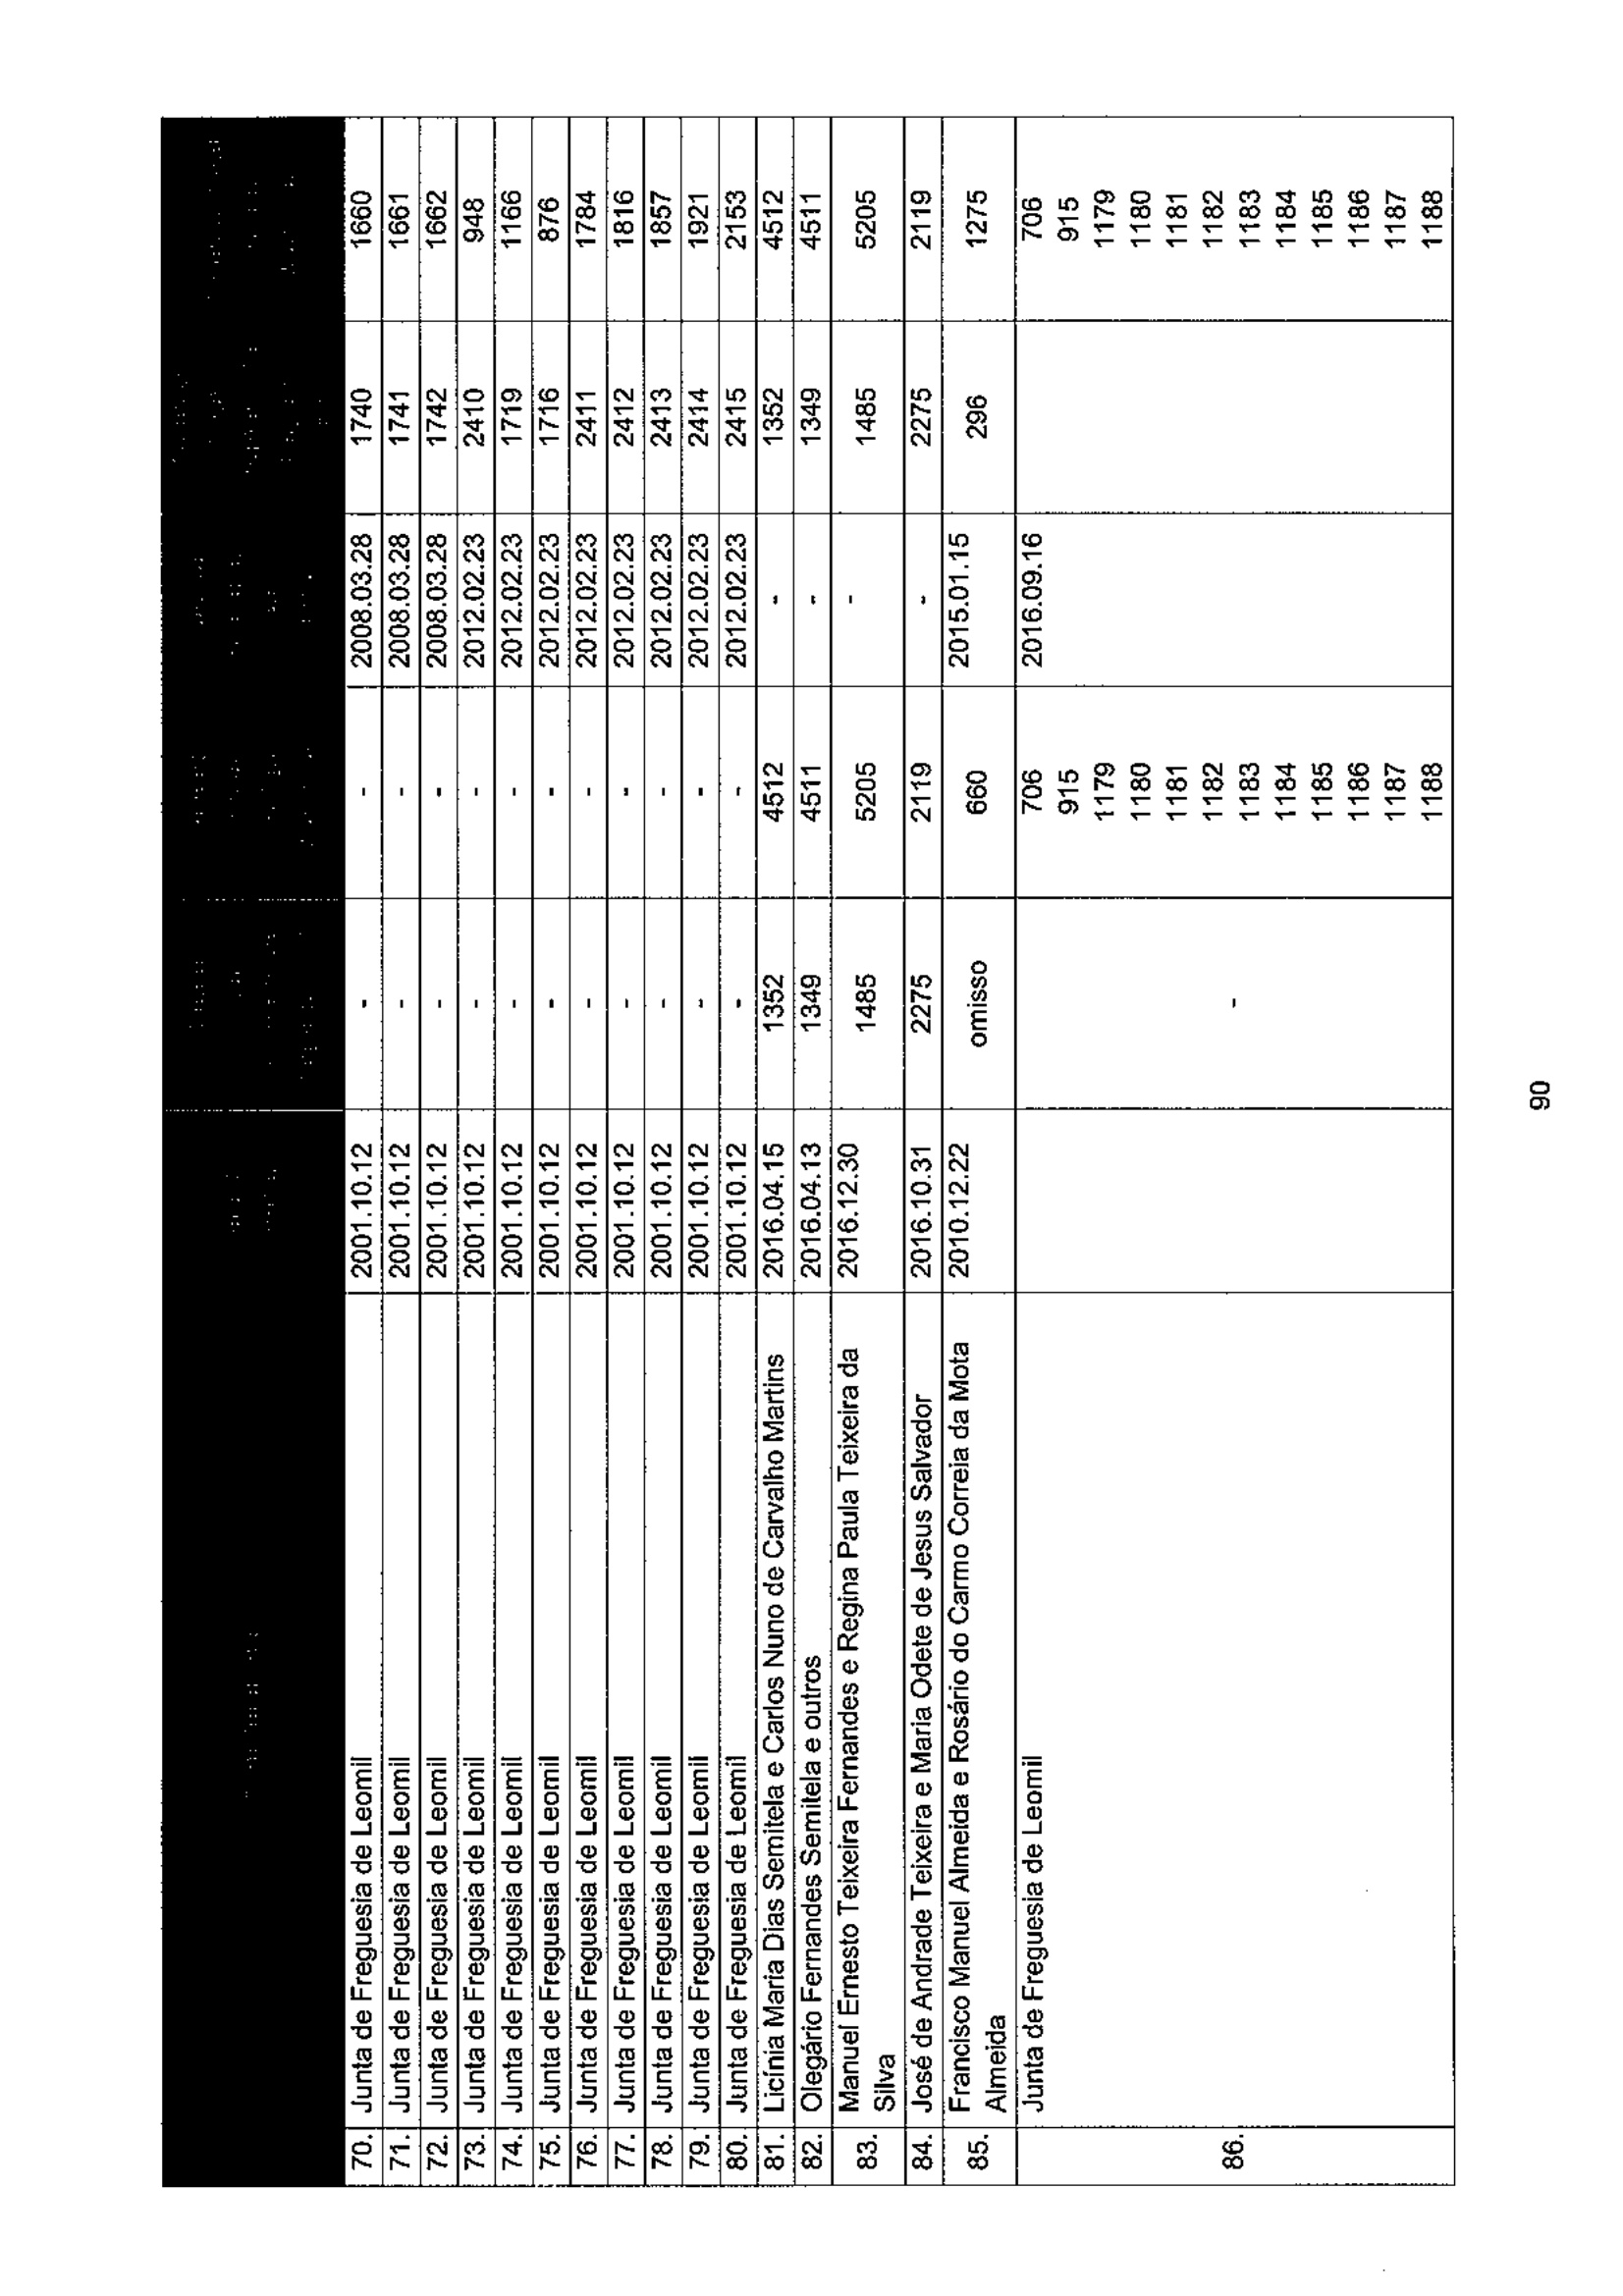 70. Junta de Freguesia de Leomil 2001.10.12 - - 2008.03.28 1740 1660
71. Junta de Freguesia de Leomil 2001.10.12 - - 2008.03.28 1741 1661
72. Junta de Freguesia de Leomil 2001.10.12 - - 2008.03.28 1742 1662
73. Junta de Freguesia de Leomil 2001.10.12 - - 2012.02.23 2410 948
74. Junta de Freguesia de Leomil 2001.10.12 - - 2012.02.23 1719 1166
75. Junta de Freguesia de Leomil 2001.10.12 - - 2012.02.23 1716 876
76. Junta de Freguesia de Leomil 2001.10.12 - - 2012.02.23 2411 1784
77. Junta de Freguesia de Leomil 2001.10.12 - - 2012.02.23 2412 1816
78. Junta de Freguesia de Leomil 2001.10.12 - - 2012.02.23 2413 1857
79. Junta de Freguesia de Leomil 2001.10.12 - - 2012.02.23 2414 1921
80. Junta de Freguesia de Leomil 2001.10.12 - - 2012.02.23 2415 2153
81. Licínia Maria Dias Semitela e Carlos Nuno de Carvalho Martins 2016.04.15 1352 4512 - 1352 4512
82. Olegário Fernandes Semitela e outros 2016.04.13 1349 4511 - 1349 4511
83. Manuel Ernesto Teixeira Fernandes e Regina Paula Teixeira da 2016.12.30 1485 5205 - 1485 5205
Silva
84. José de Andrade Teixeira e Maria Odete de Jesus Salvador 2016.10.31 2275 2119 - 2275 2119
85. Francisco Manuel Almeida e Rosário do Carmo Correia da Mota 2010.12.22 omisso 660 2015.01.15 296 1275
Almeida
86. Junta de Freguesia de Leomil - 706 2016.09.16 706
915 915
1179 1179
1180 1180
1181 1181
1182 1182
1183 1183
1184 1184
1185 1185
1186 1186
1187 1187
1188 1188
90